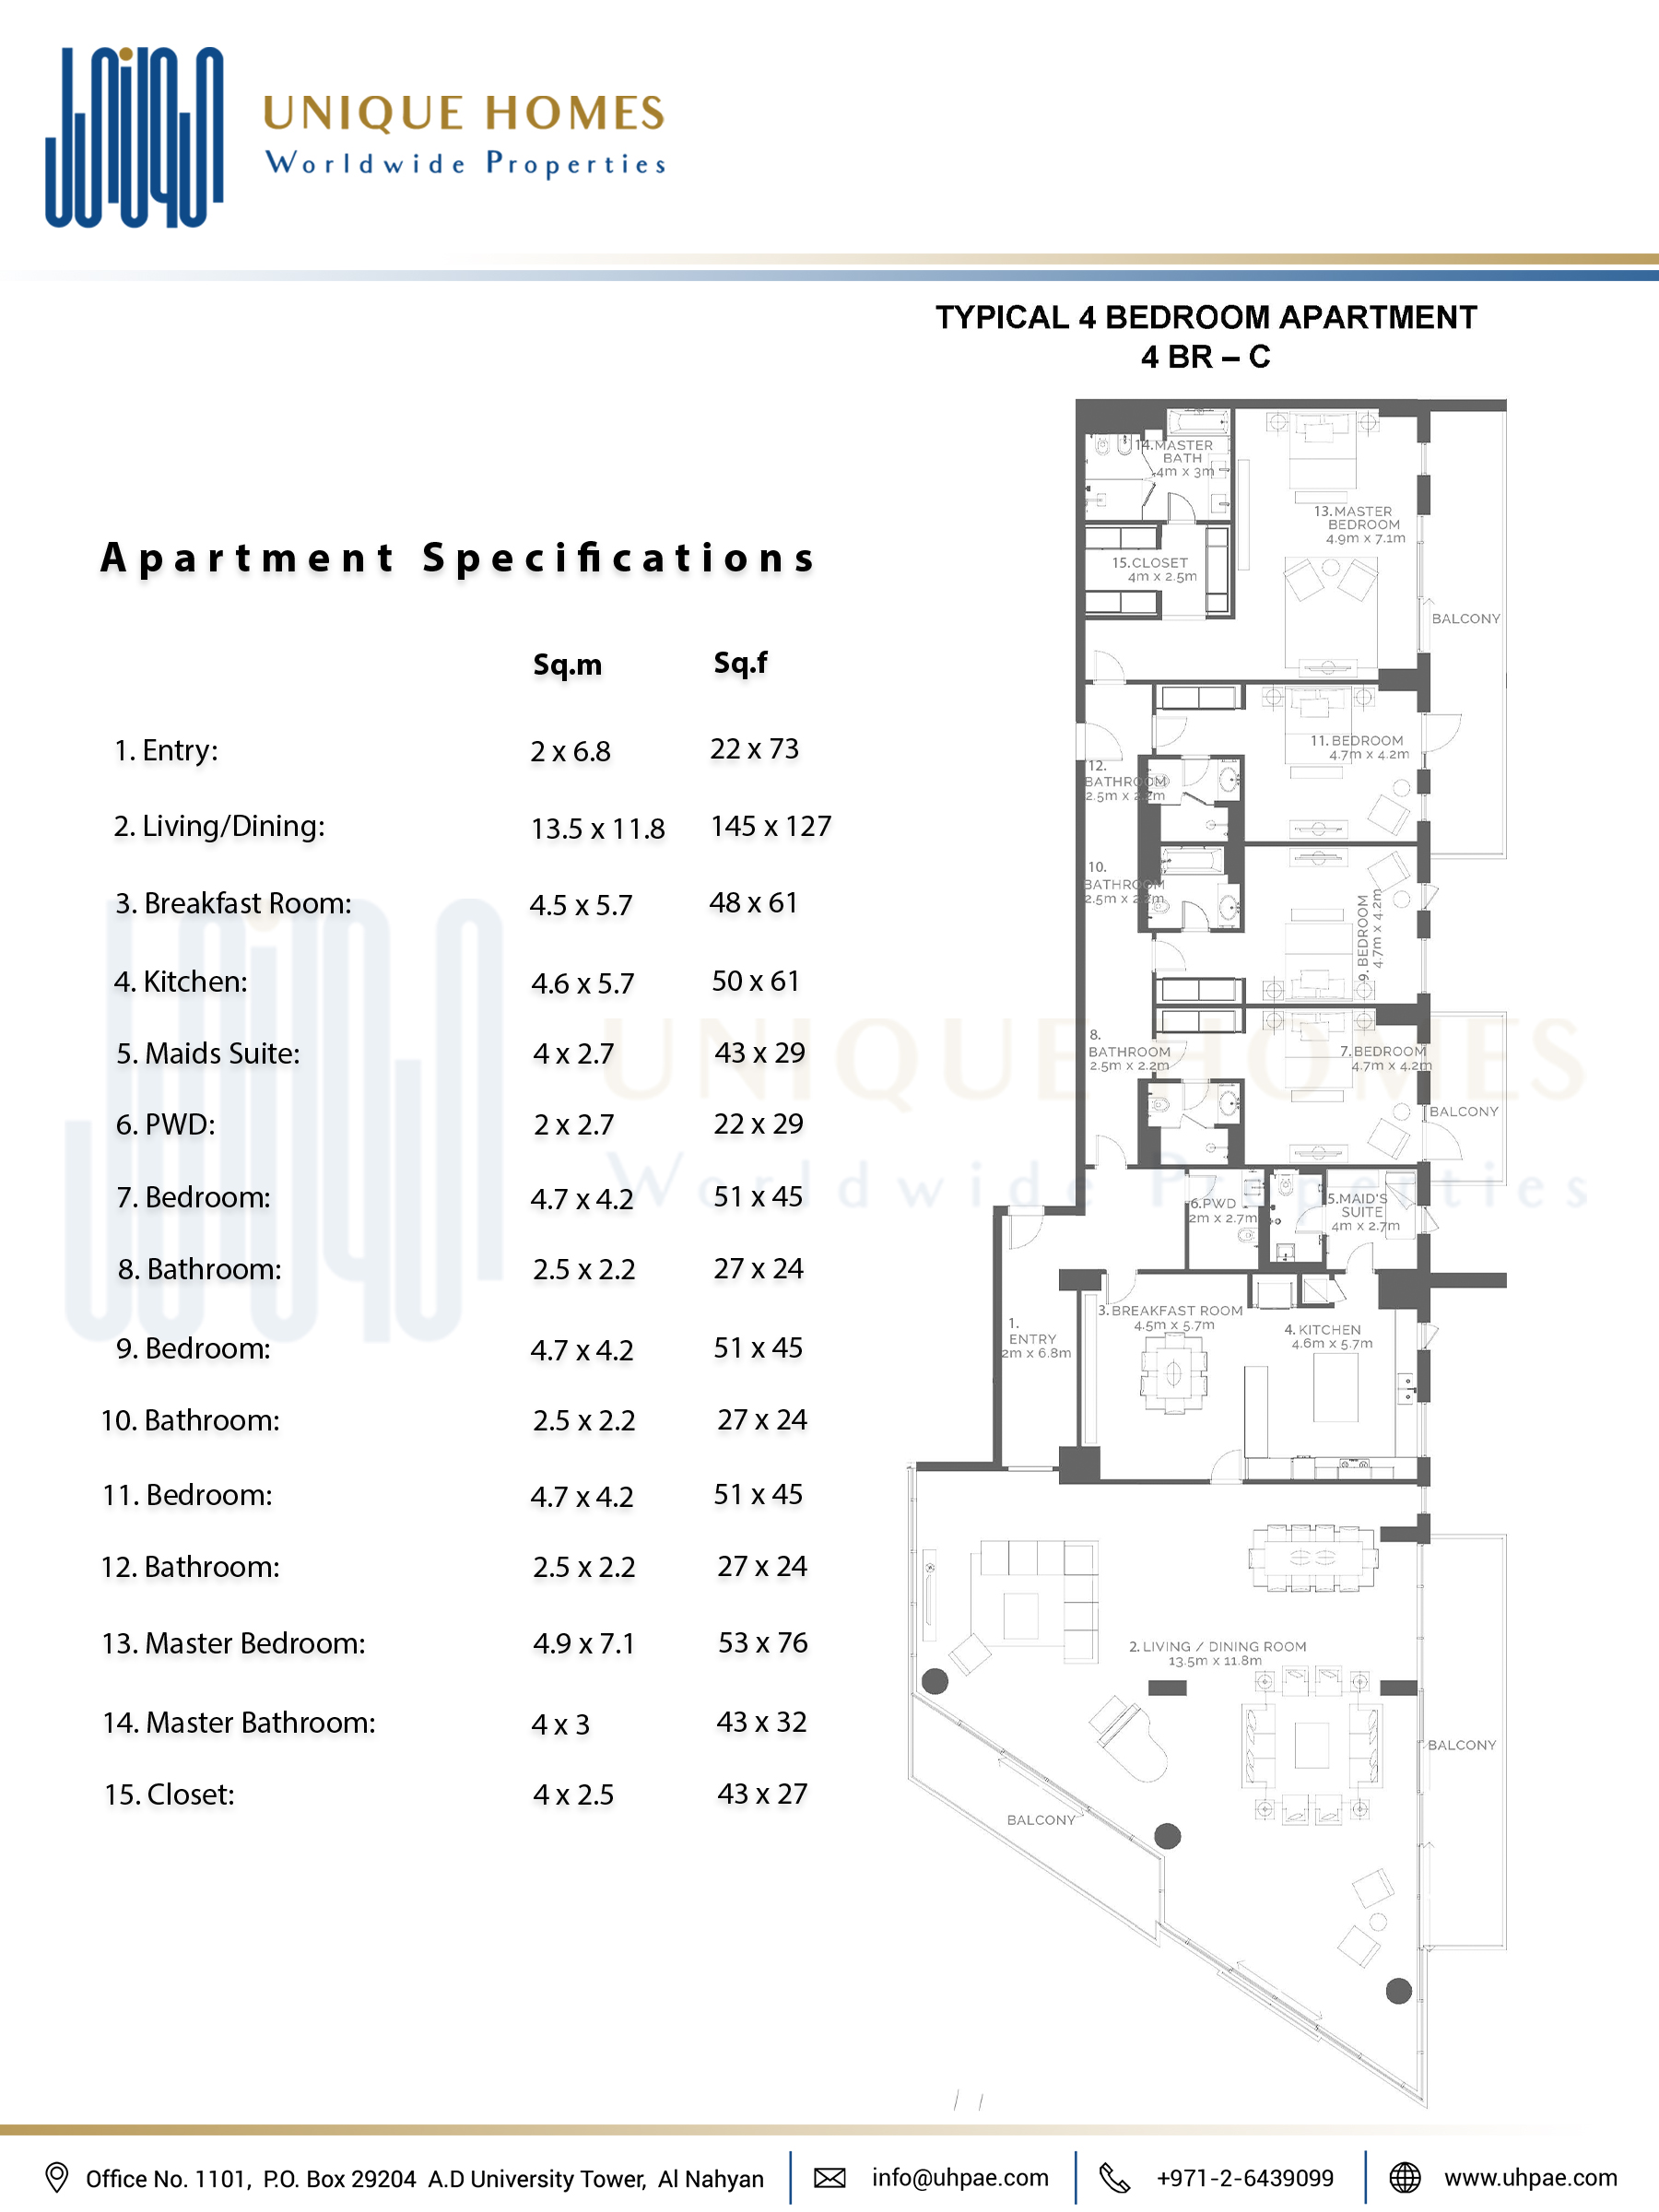 UNIQUE HOMES
Worldwide Properties
TYPICAL 4 BEDROOM APARTMENT
4 BR – C
Apartment Specifications
Sq.m Sq.f
1. Entry: 2 x 6.8 22 x 73
2. Living/Dining: 13.5 x 11.8 145 x 127
3. Breakfast Room: 4.5 x 5.7 48 x 61
4. Kitchen: 4.6 x 5.7 50 x 61
5. Maids Suite: 4 x 2.7 43 x 29
6. PWD: 2 x 2.7 22 x 29
7. Bedroom: 4.7 x 4.2 51 x 45
8. Bathroom: 2.5 x 2.2 27 x 24
9. Bedroom: 4.7 x 4.2 51 x 45
10. Bathroom: 2.5 x 2.2 27 x 24
11. Bedroom: 4.7 x 4.2 51 x 45
12. Bathroom: 2.5 x 2.2 27 x 24
13. Master Bedroom: 4.9 x 7.1 53 x 76
14. Master Bathroom: 4 x 3 43 x 32
15. Closet: 4 x 2.5 43 x 27
14. MASTER
BATH
4m x 3m
13. MASTER
BEDROOM
4.9m x 7.1m
15. CLOSET
4m x 2.5m
BALCONY
11. BEDROOM
4.7m x 4.2m
12.
BATHROOM
2.5m x 2.2m
10.
BATHROOM
2.5m x 2.2m
9. BEDROOM
4.7m x 4.2m
8.
BATHROOM
2.5m x 2.2m
7. BEDROOM
4.7m x 4.2m
BALCONY
6. PWD
2m x 2.7m
5. MAID'S
SUITE
4m x 2.7m
3. BREAKFAST ROOM
4.5m x 5.7m
1.
ENTRY
2m x 6.8m
4. KITCHEN
4.6m x 5.7m
2. LIVING / DINING ROOM
13.5m x 11.8m
BALCONY
BALCONY
UNIQUE HOMES
Worldwide Properties
Office No. 1101, P.O. Box 29204 A.D University Tower, Al Nahyan
info@uhpae.com
+971-2-6439099
www.uhpae.com